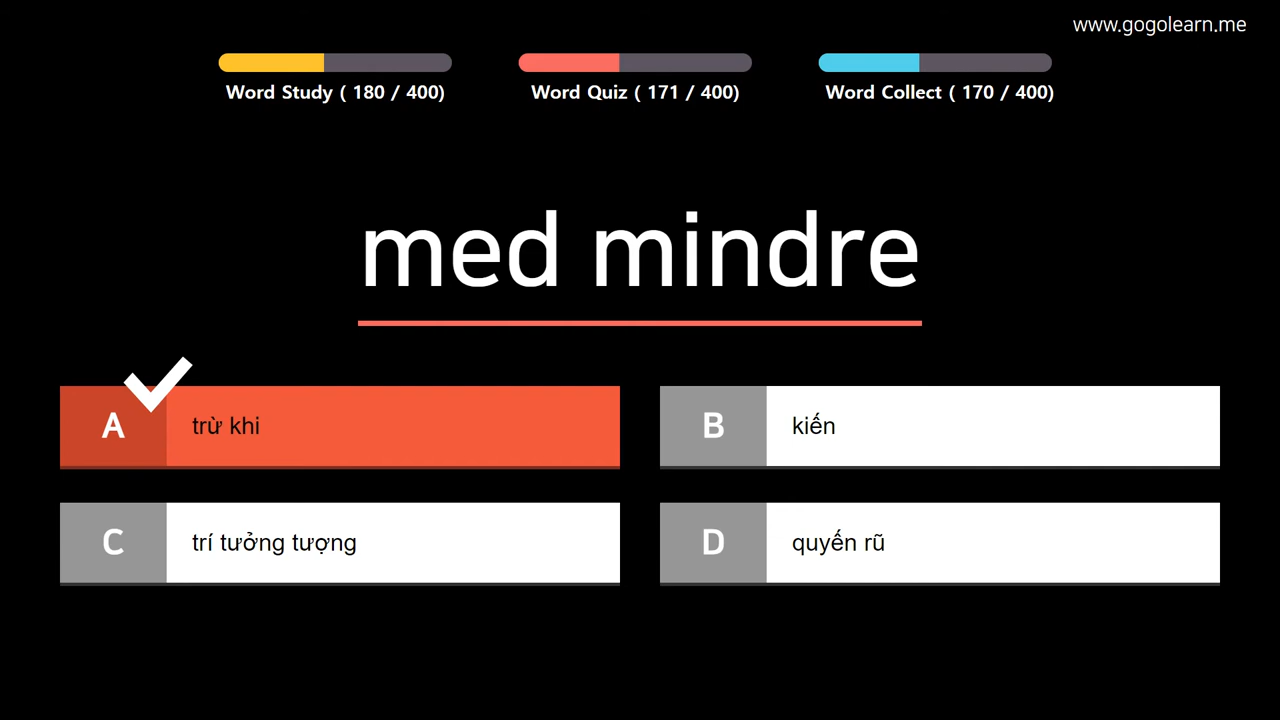 www.gogolearn.me
Word Study ( 180 / 400)
Word Quiz ( 171 / 400)
Word Collect ( 170 / 400)
med mindre
A
trừ khi
B
kiến
C
trí tưởng tượng
D
quyến rũ